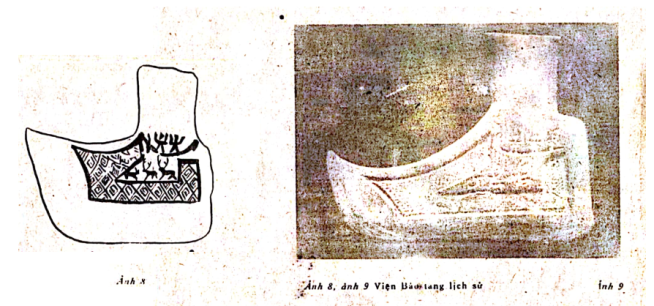 Ảnh 8
Ảnh 8, ảnh 9 Viện Bảo tàng lịch sử
Ảnh 9